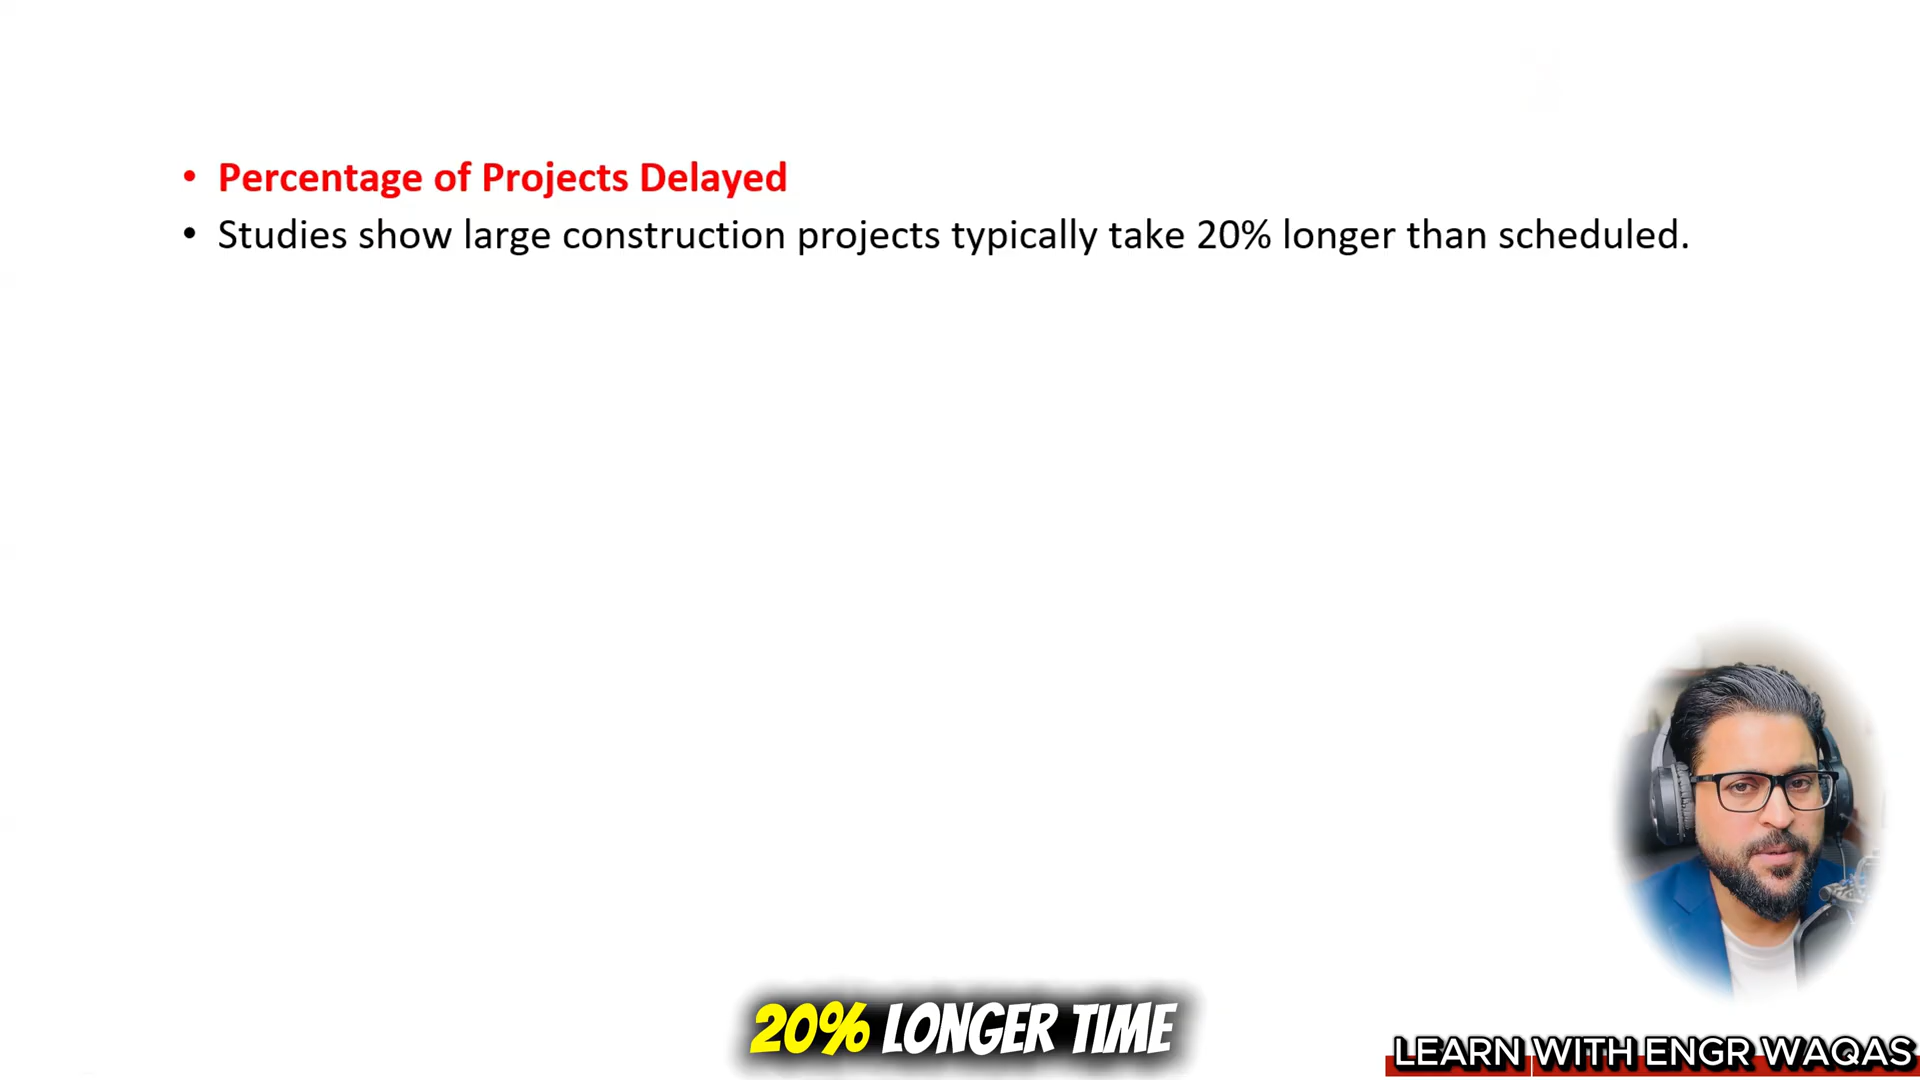 • Percentage of Projects Delayed
• Studies show large construction projects typically take 20% longer than scheduled.
20% LONGER TIME
LEARN WITH ENGR WAQAS